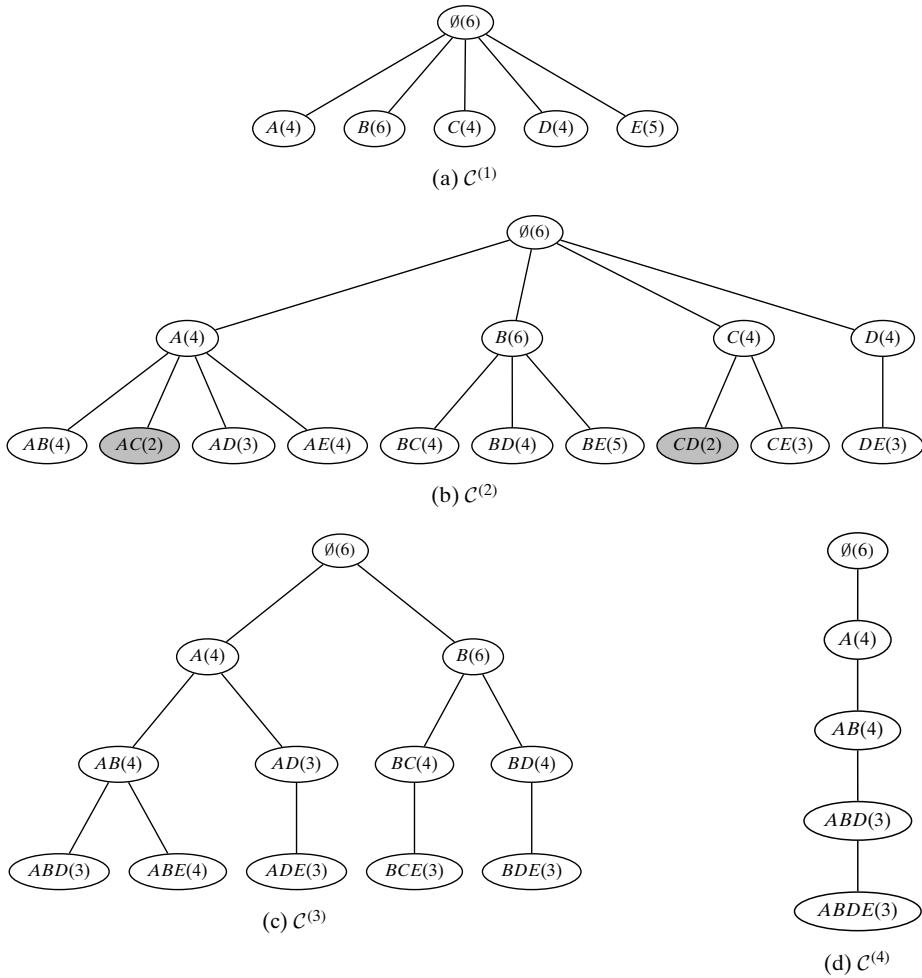 ∅(6)
A(4) B(6) C(4) D(4) E(5)
(a) 𝒞⁽¹⁾
∅(6)
A(4) B(6) C(4) D(4)
AB(4) AC(2) AD(3) AE(4) BC(4) BD(4) BE(5) CD(2) CE(3) DE(3)
(b) 𝒞⁽²⁾
∅(6)
A(4) B(6)
AB(4) AD(3) BC(4) BD(4)
ABD(3) ABE(4) ADE(3) BCE(3) BDE(3)
(c) 𝒞⁽³⁾
∅(6)
A(4)
AB(4)
ABD(3)
ABDE(3)
(d) 𝒞⁽⁴⁾